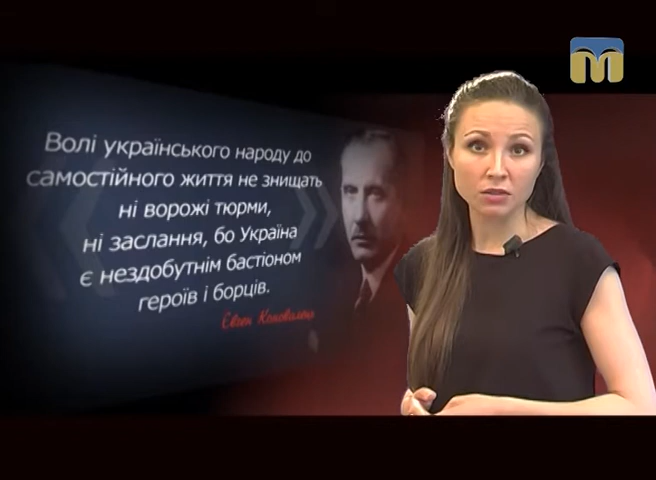 Волі українського народу до
самостійного життя не знищать
ні ворожі тюрми,
ні заслання, бо Україна
є нездобутнім бастіоном
героїв і борців.
Євген Коновалець